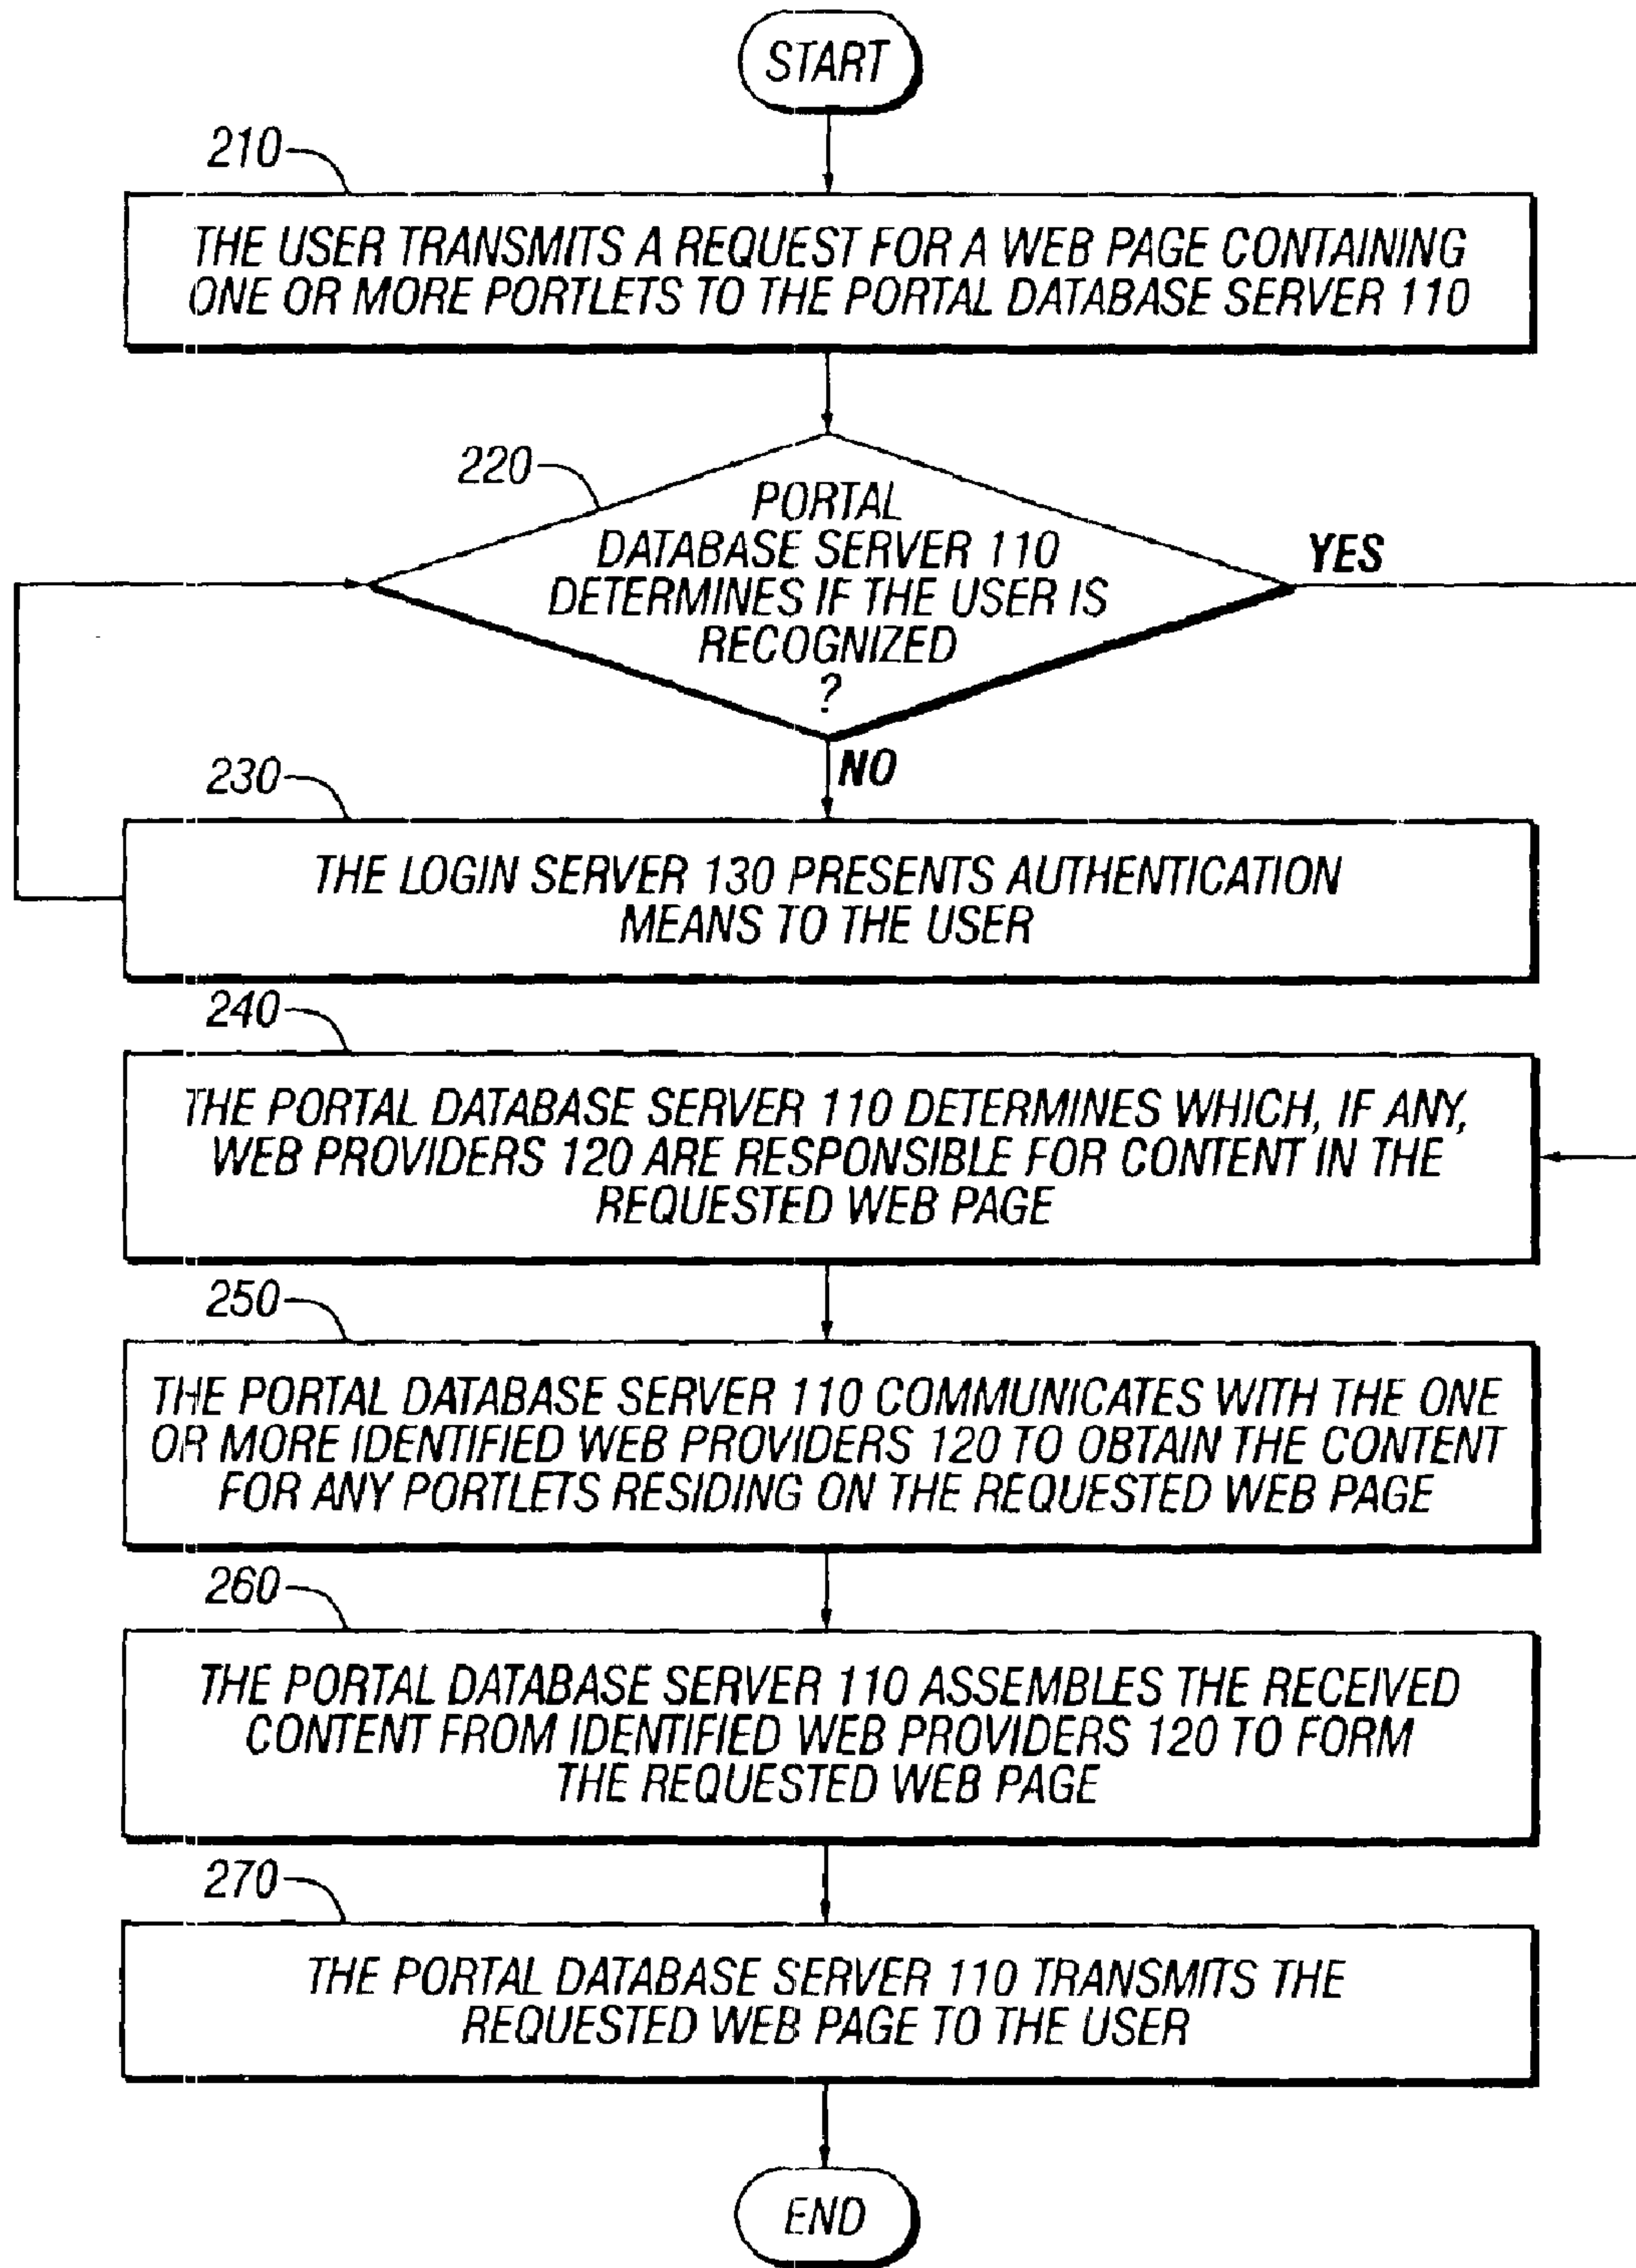 START
210
THE USER TRANSMITS A REQUEST FOR A WEB PAGE CONTAINING
ONE OR MORE PORTLETS TO THE PORTAL DATABASE SERVER 110
220
PORTAL
DATABASE SERVER 110
DETERMINES IF THE USER IS
RECOGNIZED
?
YES
NO
230
THE LOGIN SERVER 130 PRESENTS AUTHENTICATION
MEANS TO THE USER
240
THE PORTAL DATABASE SERVER 110 DETERMINES WHICH, IF ANY,
WEB PROVIDERS 120 ARE RESPONSIBLE FOR CONTENT IN THE
REQUESTED WEB PAGE
250
THE PORTAL DATABASE SERVER 110 COMMUNICATES WITH THE ONE
OR MORE IDENTIFIED WEB PROVIDERS 120 TO OBTAIN THE CONTENT
FOR ANY PORTLETS RESIDING ON THE REQUESTED WEB PAGE
260
THE PORTAL DATABASE SERVER 110 ASSEMBLES THE RECEIVED
CONTENT FROM IDENTIFIED WEB PROVIDERS 120 TO FORM
THE REQUESTED WEB PAGE
270
THE PORTAL DATABASE SERVER 110 TRANSMITS THE
REQUESTED WEB PAGE TO THE USER
END